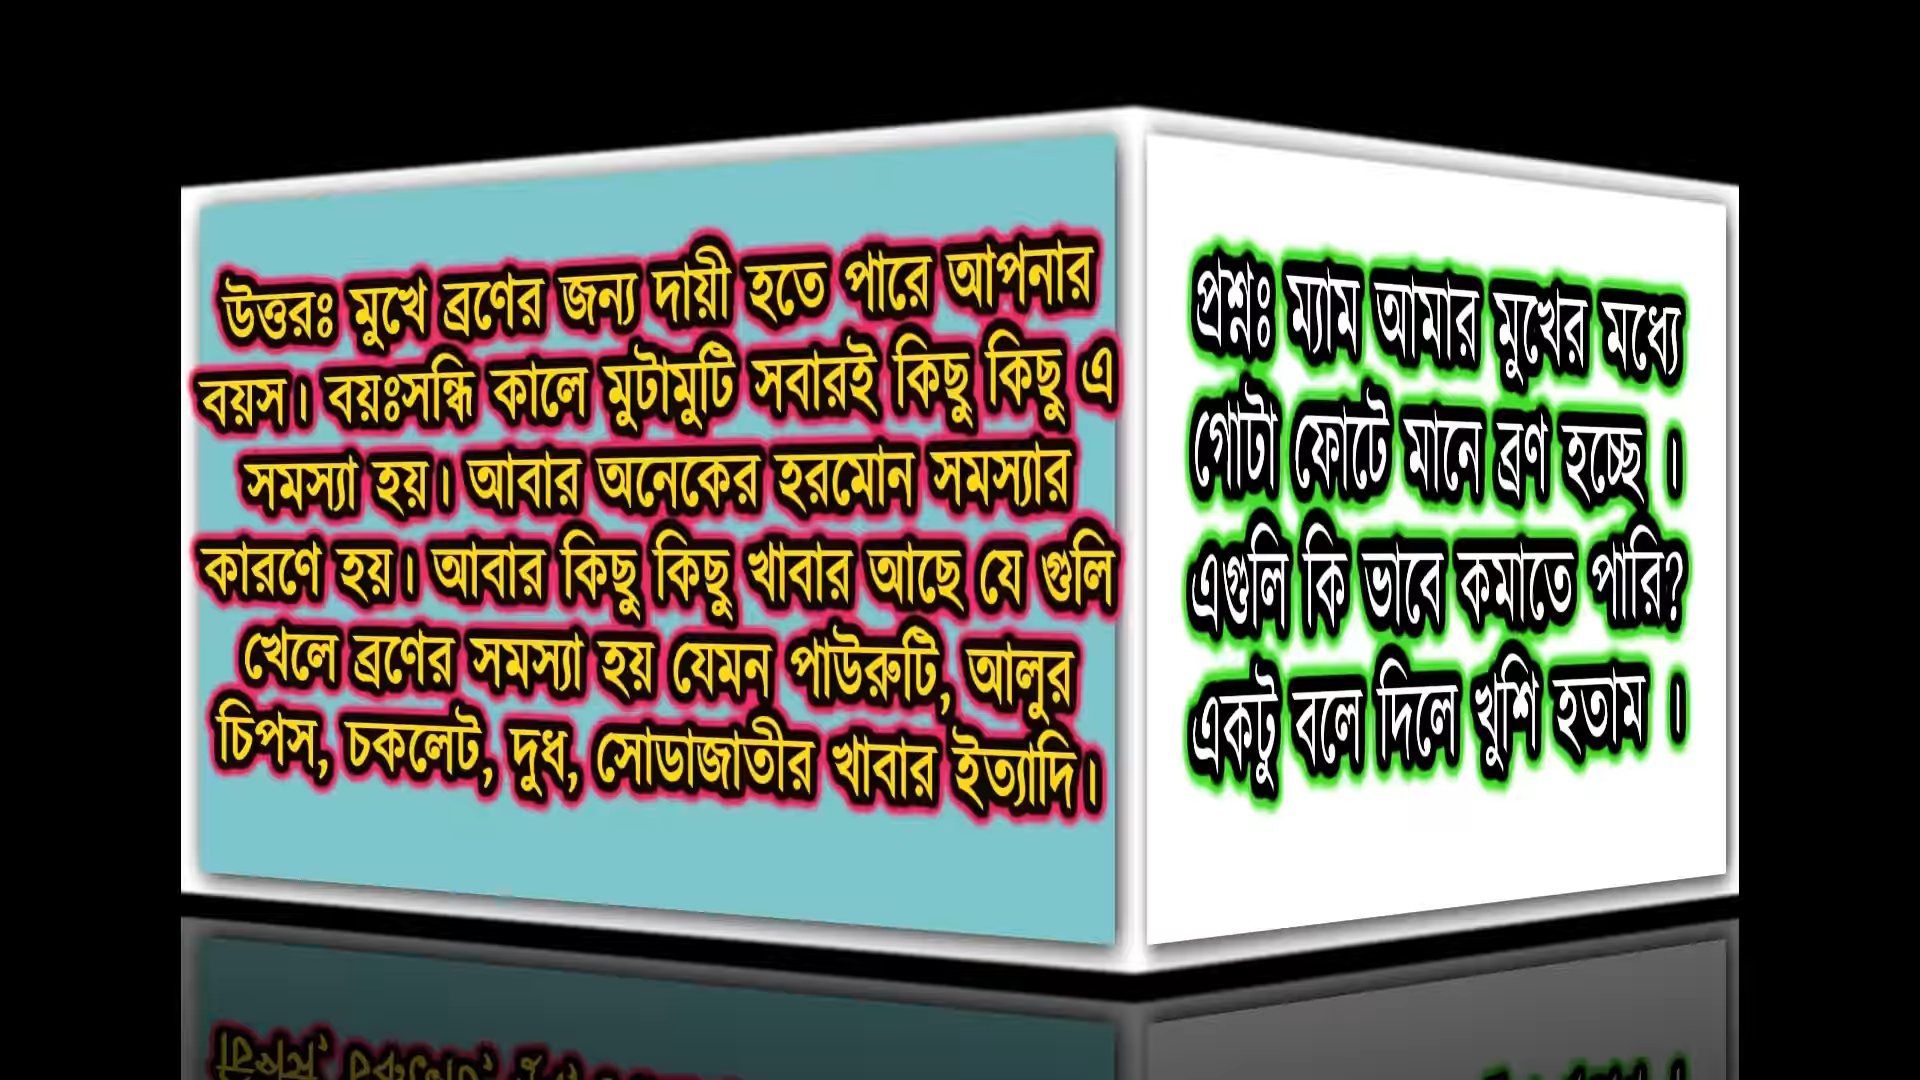 উত্তরঃ মুখে ব্রণের জন্য দায়ী হতে পারে আপনার
বয়স। বয়ঃসন্ধি কালে মুটামুটি সবারই কিছু কিছু এ
সমস্যা হয়। আবার অনেকের হরমোন সমস্যার
কারণে হয়। আবার কিছু কিছু খাবার আছে যে গুলি
খেলে ব্রণের সমস্যা হয় যেমন পাউরুটি, আলুর
চিপস, চকলেট, দুধ, সোডাজাতীর খাবার ইত্যাদি।
প্রশ্নঃ ম্যাম আমার মুখের মধ্যে
গোটা ফোটে মানে ব্রণ হচ্ছে ।
এগুলি কি ভাবে কমাতে পারি?
একটু বলে দিলে খুশি হতাম ।